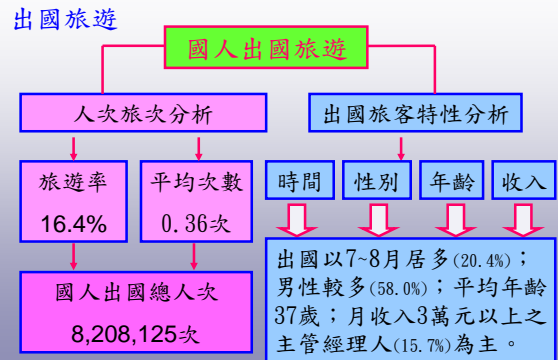 出國旅遊
國人出國旅遊
人次旅次分析
出國旅客特性分析
旅遊率
16.4%
平均次數
0.36次
時間
性別
年齡
收入
國人出國總人次
8,208,125次
出國以7~8月居多(20.4%)；
男性較多(58.0%)；平均年齡
37歲；月收入3萬元以上之
主管經理人(15.7%)為主。